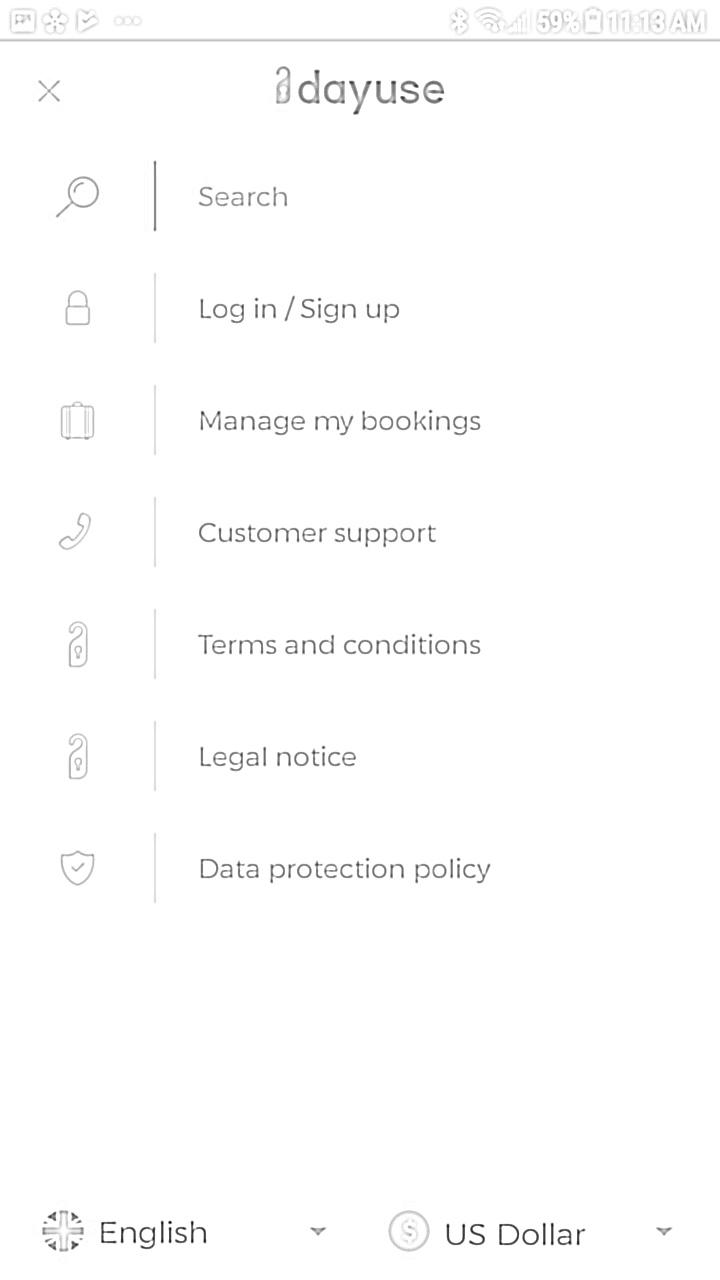 59% 11:13 AM
dayuse
Search
Log in / Sign up
Manage my bookings
Customer support
Terms and conditions
Legal notice
Data protection policy
English
US Dollar